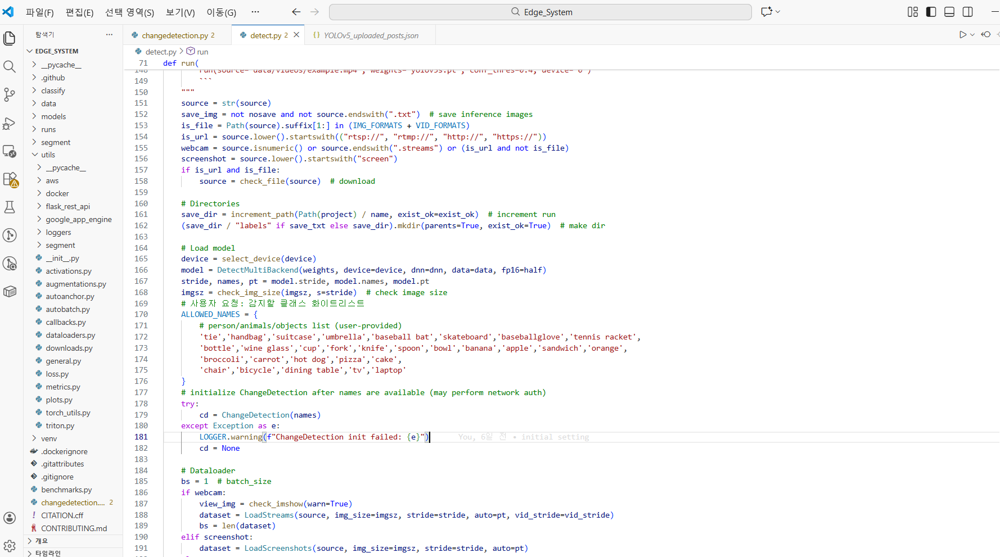 파일(F) 편집(E) 선택 영역(S) 보기(V) 이동(G) ···
Edge_System
탐색기 ···
changedetection.py 2
detect.py 2
YOLOv5_uploaded_posts.json
EDGE_SYSTEM
__pycache__
.github
classify
data
models
runs
segment
utils
__pycache__
aws
docker
flask_rest_api
google_app_engine
loggers
segment
__init__.py
activations.py
augmentations.py
autoanchor.py
autobatch.py
callbacks.py
dataloaders.py
downloads.py
general.py
loss.py
metrics.py
plots.py
torch_utils.py
triton.py
venv
.dockerignore
.gitattributes
.gitignore
benchmarks.py
changedetection.... 2
CITATION.cff
CONTRIBUTING.md
개요
타임라인
detect.py > run
71 def run(
148 run(source="data/videos/example.mp4", weights="yolov5s.pt", conf_thres=0.4, device="0")
149 ```
150 """
151 source = str(source)
152 save_img = not nosave and not source.endswith(".txt")  # save inference images
153 is_file = Path(source).suffix[1:] in (IMG_FORMATS + VID_FORMATS)
154 is_url = source.lower().startswith(("rtsp://", "rtmp://", "http://", "https://"))
155 webcam = source.isnumeric() or source.endswith(".streams") or (is_url and not is_file)
156 screenshot = source.lower().startswith("screen")
157 if is_url and is_file:
158 source = check_file(source)  # download
159
160 # Directories
161 save_dir = increment_path(Path(project) / name, exist_ok=exist_ok)  # increment run
162 (save_dir / "labels" if save_txt else save_dir).mkdir(parents=True, exist_ok=True)  # make dir
163
164 # Load model
165 device = select_device(device)
166 model = DetectMultiBackend(weights, device=device, dnn=dnn, data=data, fp16=half)
167 stride, names, pt = model.stride, model.names, model.pt
168 imgsz = check_img_size(imgsz, s=stride)  # check image size
169 # 사용자 요청: 감지할 클래스 화이트리스트
170 ALLOWED_NAMES = {
171 # person/animals/objects list (user-provided)
172 'tie','handbag','suitcase','umbrella','baseball bat','skateboard','baseballglove','tennis racket',
173 'bottle','wine glass','cup','fork','knife','spoon','bowl','banana','apple','sandwich','orange',
174 'broccoli','carrot','hot dog','pizza','cake',
175 'chair','bicycle','dining table','tv','laptop'
176 }
177 # initialize ChangeDetection after names are available (may perform network auth)
178 try:
179 cd = ChangeDetection(names)
180 except Exception as e:
181 LOGGER.warning(f"ChangeDetection init failed: {e}") You, 6일 전 • initial setting
182 cd = None
183
184 # Dataloader
185 bs = 1  # batch_size
186 if webcam:
187 view_img = check_imshow(warn=True)
188 dataset = LoadStreams(source, img_size=imgsz, stride=stride, auto=pt, vid_stride=vid_stride)
189 bs = len(dataset)
190 elif screenshot:
191 dataset = LoadScreenshots(source, img_size=imgsz, stride=stride, auto=pt)